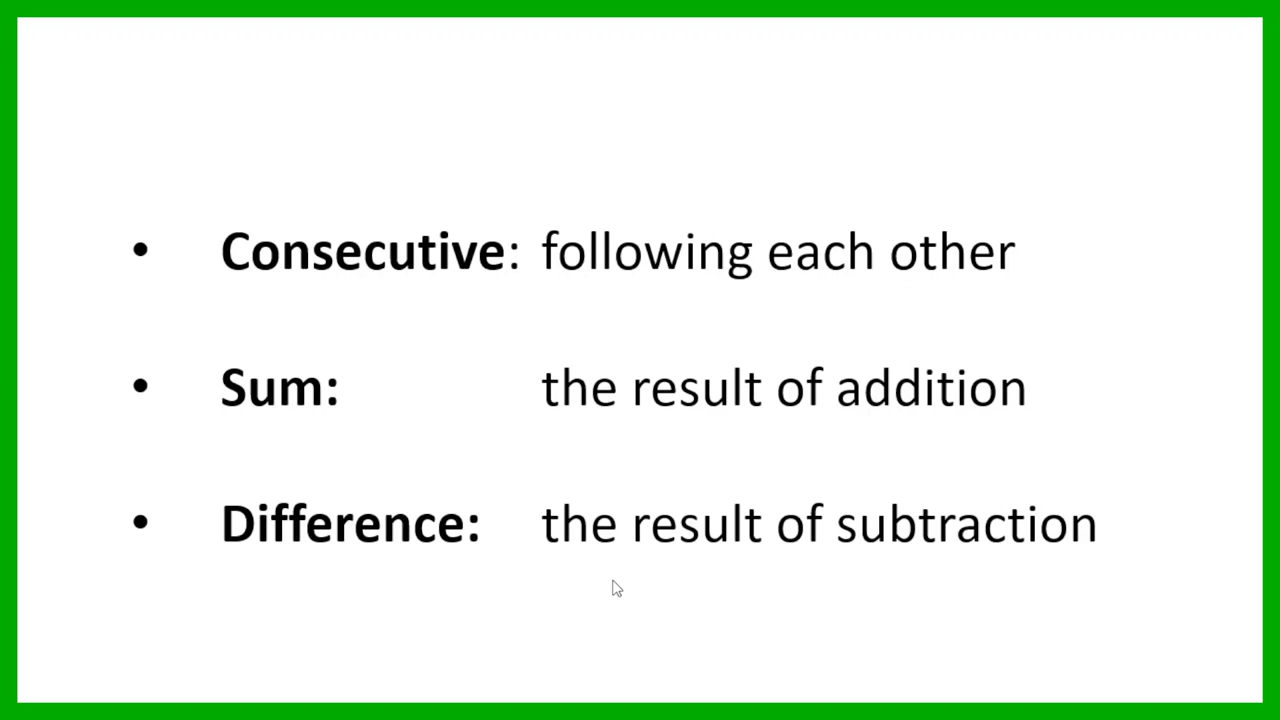 • Consecutive: following each other
• Sum: the result of addition
• Difference: the result of subtraction